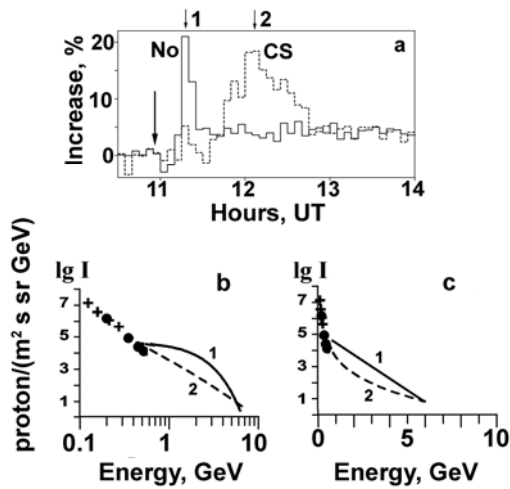 1 2
20
No CS a
10
0
Increase, %
11 12 13 14
Hours, UT
lg I b
7
5
3
1
1
2
0.1 1 10
Energy, GeV
proton/(m² s sr GeV)
lg I c
7
5
3
1
1
2
0 5 10
Energy, GeV